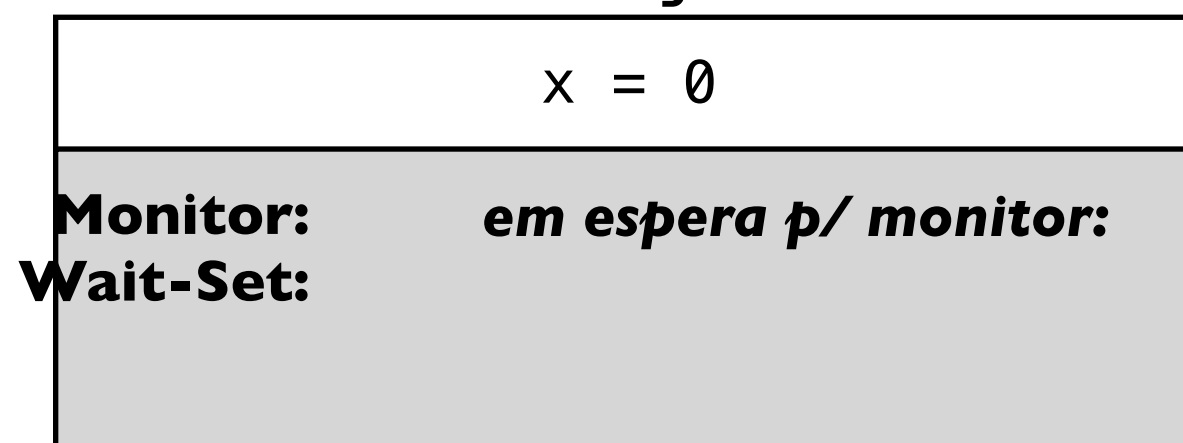 x = 0
Monitor: em espera p/ monitor:
Wait-Set: